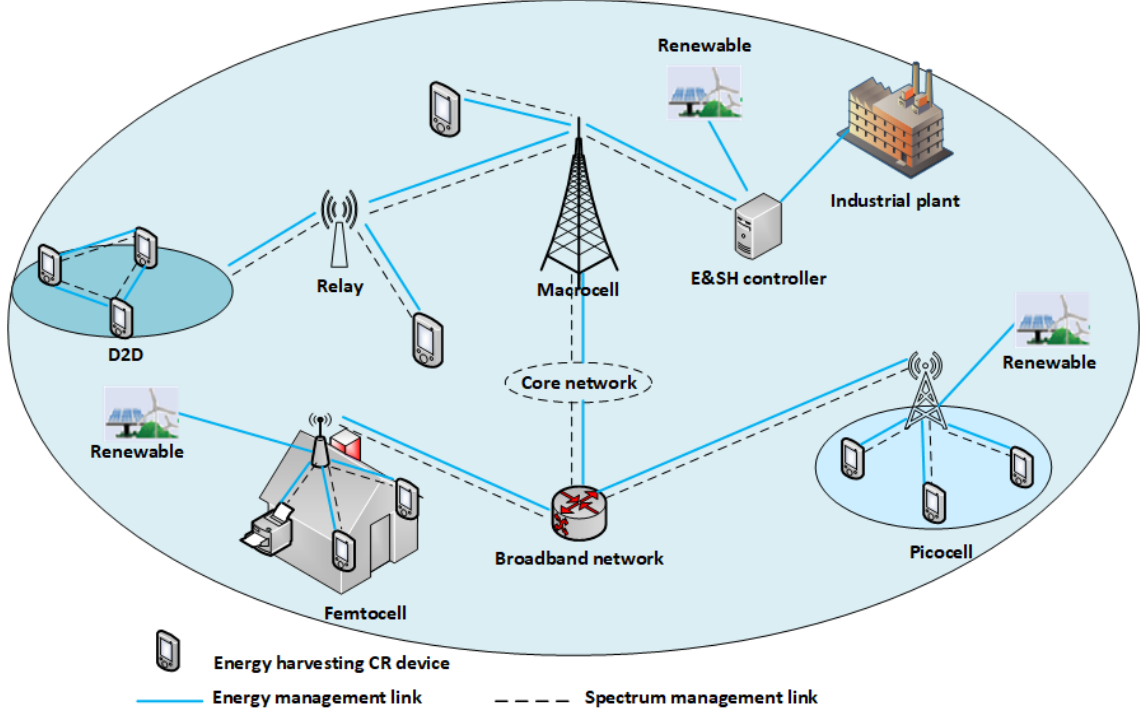 Renewable
Industrial plant
E&SH controller
Relay
Macrocell
D2D
Renewable
Core network
Renewable
Broadband network
Picocell
Femtocell
Energy harvesting CR device
Energy management link
Spectrum management link